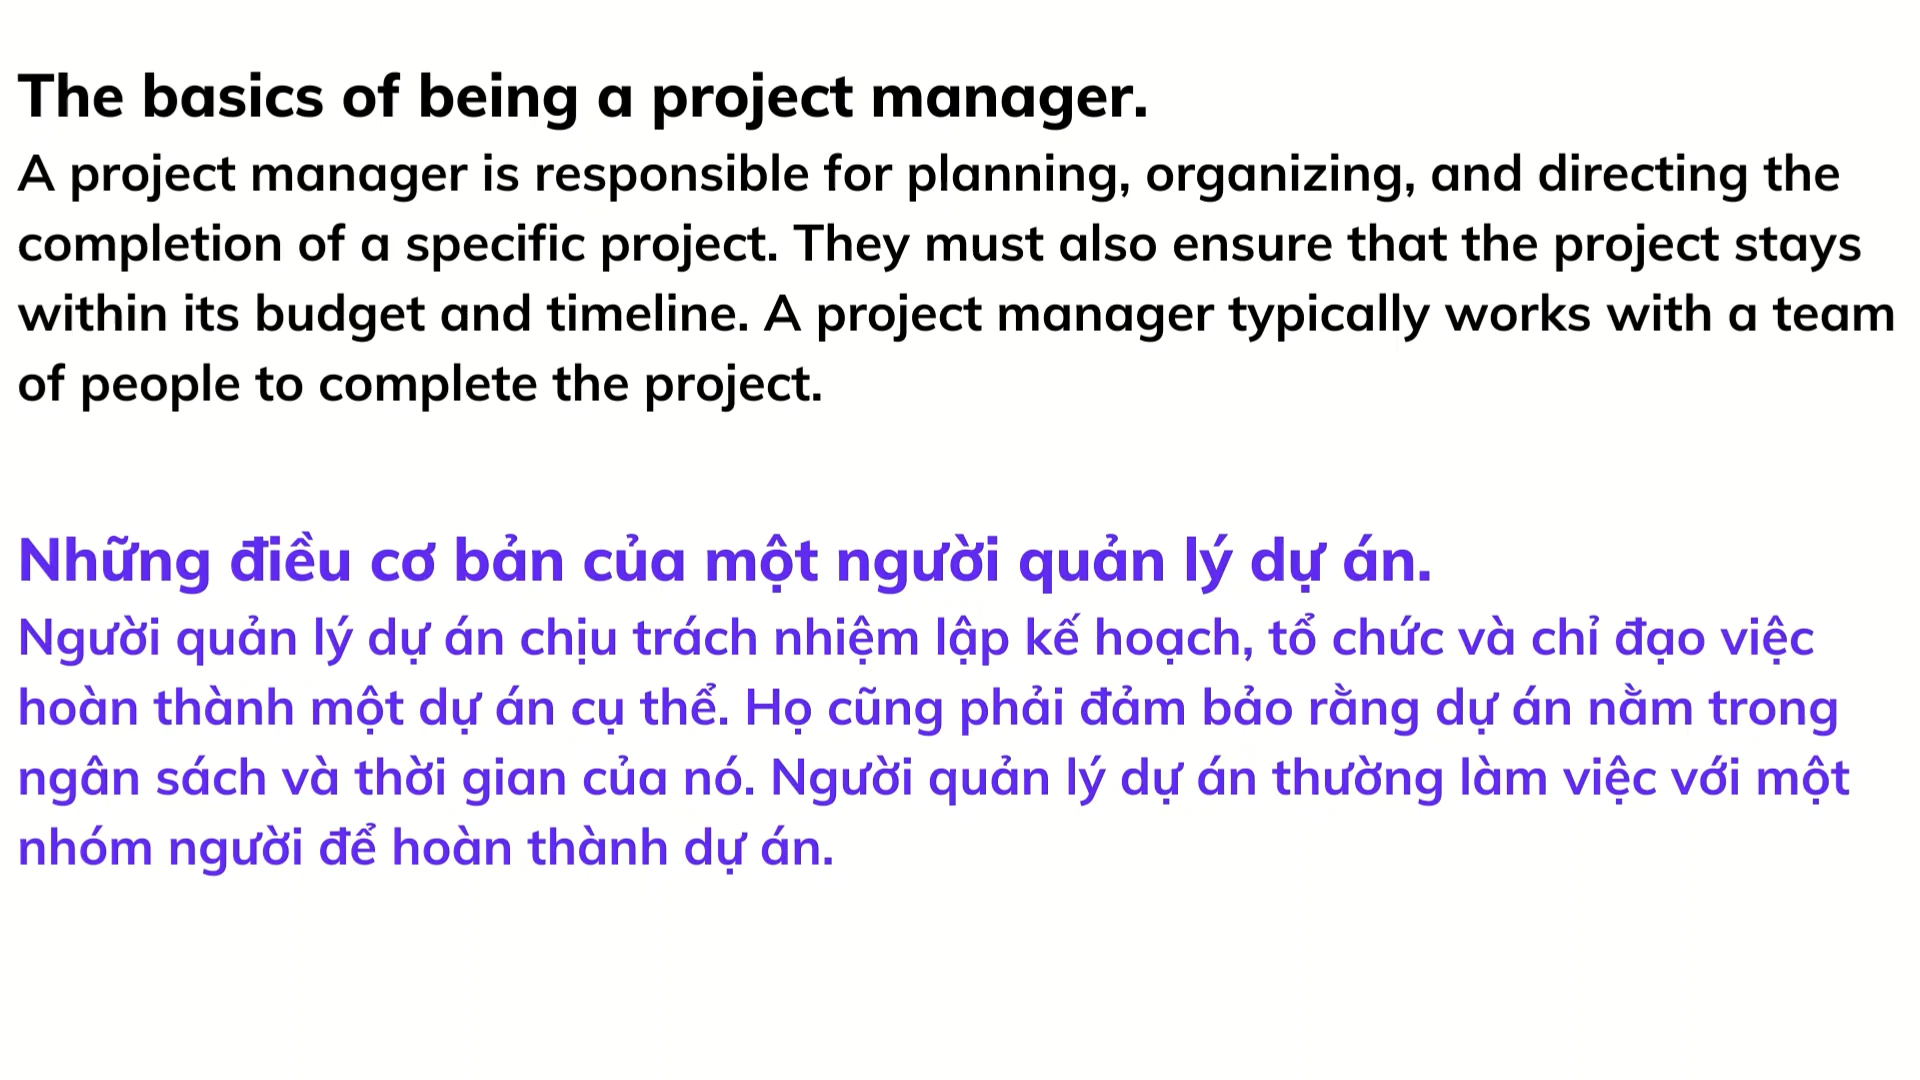 The basics of being a project manager.
A project manager is responsible for planning, organizing, and directing the
completion of a specific project. They must also ensure that the project stays
within its budget and timeline. A project manager typically works with a team
of people to complete the project.
Những điều cơ bản của một người quản lý dự án.
Người quản lý dự án chịu trách nhiệm lập kế hoạch, tổ chức và chỉ đạo việc
hoàn thành một dự án cụ thể. Họ cũng phải đảm bảo rằng dự án nằm trong
ngân sách và thời gian của nó. Người quản lý dự án thường làm việc với một
nhóm người để hoàn thành dự án.